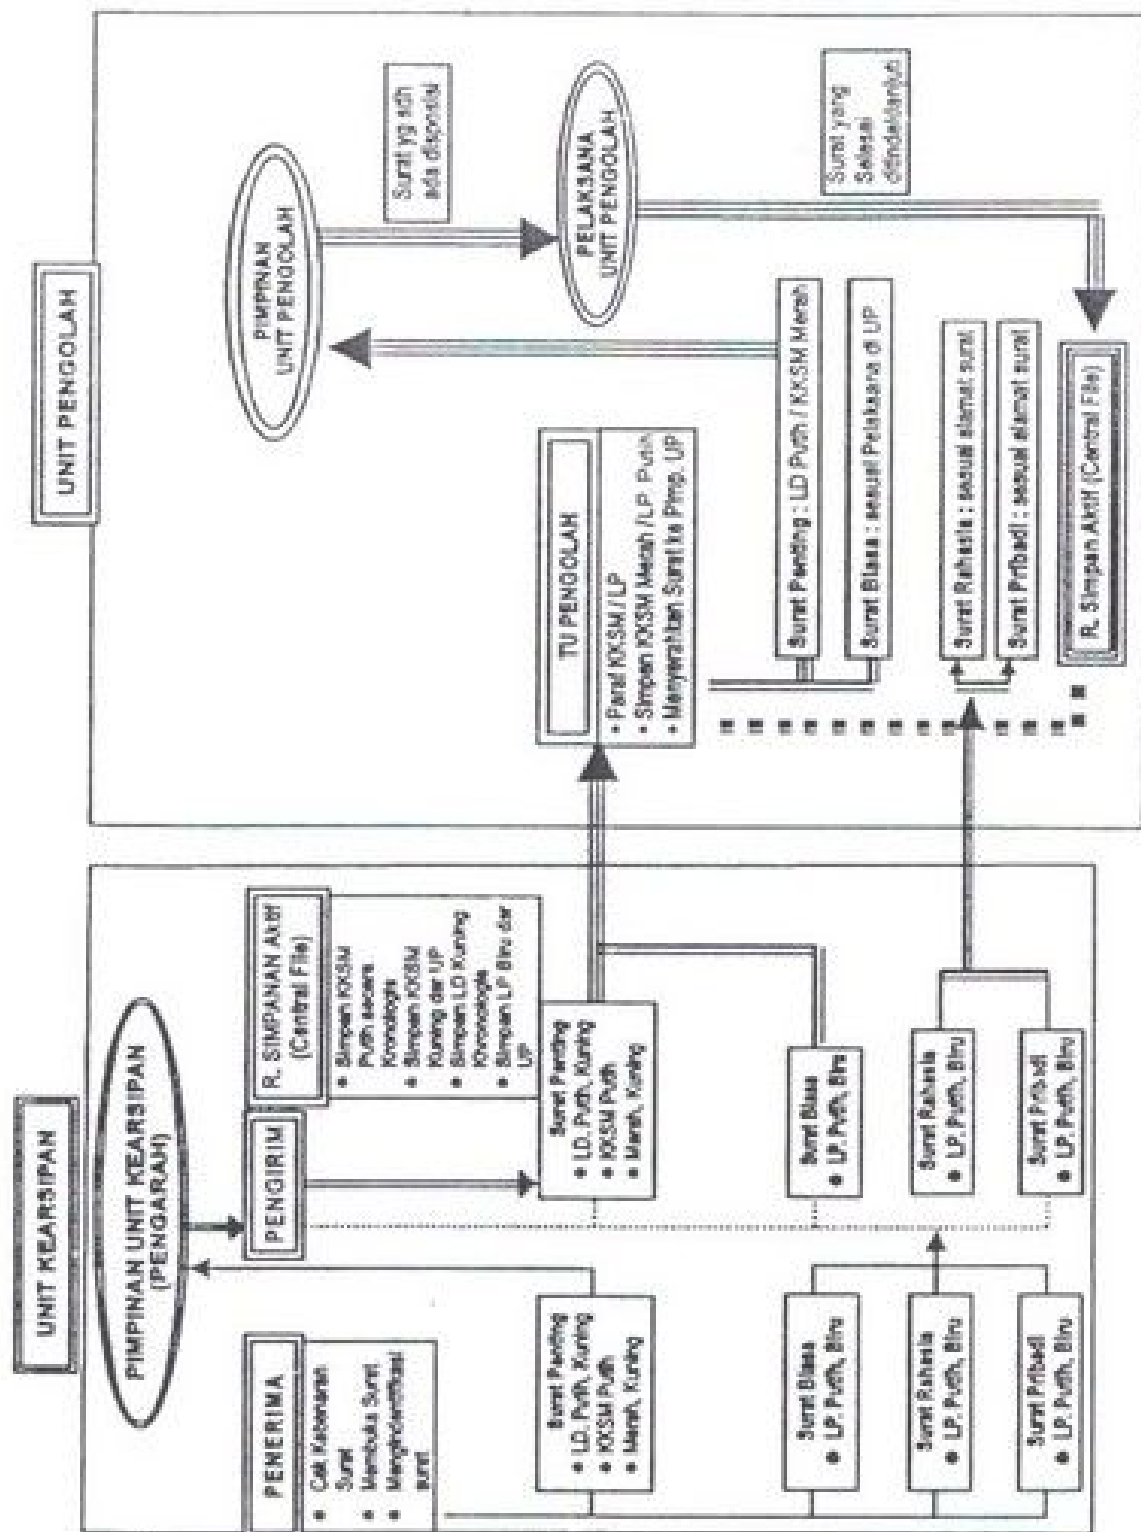 UNIT KEARSIPAN
PIMPINAN UNIT KEARSIPAN
(PENGARAH)
PENERIMA
• Cek Kebenaran
Surat
• Membuka Surat
• Mengindentifikasi
surat
PENGIRIM
R. SIMPANAN Aktif
(Central File)
• Simpan KKSM
Putih secara
Kronologis
• Simpan KKSM
Kuning dar UP
• Simpan LD Kuning
Khronologis
• Simpan LP Biru dar
UP
Surat Penting
• LD. Putih, Kuning
• KKSM Putih
• Merah, Kuning
Surat Biasa
• LP. Putih, Biru
Surat Rahasia
• LP. Putih, Biru
Surat Pribadi
• LP. Putih, Biru
Surat Penting
• LD. Putih, Kuning
• KKSM Putih
• Merah, Kuning
Surat Biasa
• LP. Putih, Biru
Surat Rahasia
• LP. Putih, Biru
Surat Pribadi
• LP. Putih, Biru
UNIT PENGOLAH
PIMPINAN
UNIT PENGOLAH
Surat yg sdh
ada disposisi
PELAKSANA
UNIT PENGOLAH
Surat yang
Selesai
ditindaklanjuti
TU PENGOLAH
• Paraf KKSM / LP
• Simpan KKSM Merah / LP Putih
• Menyerahkan Surat ke Pimp. UP
Surat Penting : LD Putih / KKSM Merah
Surat Biasa : sesuai Pelaksana di UP
Surat Rahasia : sesuai alamat surat
Surat Pribadi : sesuai alamat surat
R. Simpan Aktif (Central File)